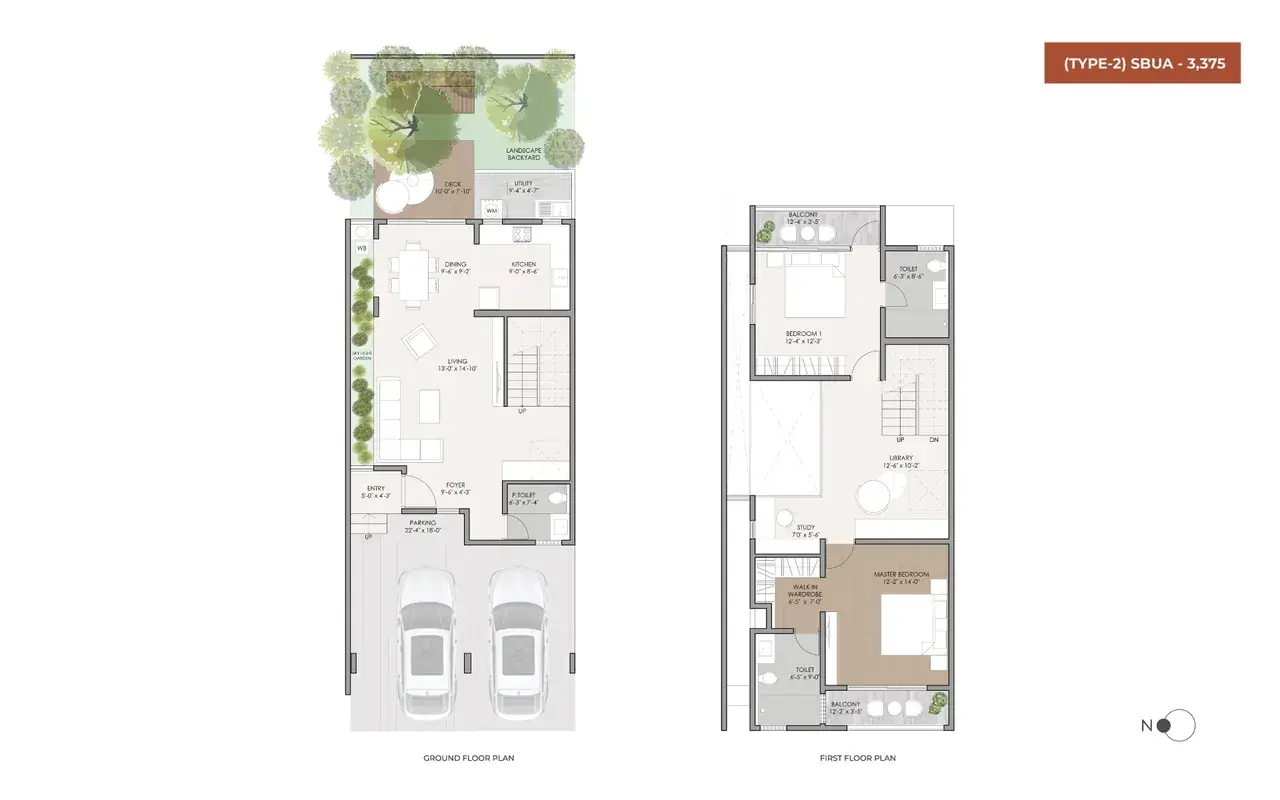 (TYPE-2) SBUA - 3,375
LANDSCAPE
BACKYARD
DECK
10'-0" x 7'-10"
UTILITY
9'-4" x 4'-7"
WM
WB
DINING
9'-6" x 9'-2"
KITCHEN
9'-0" x 8'-6"
SKY LIGHT
GARDEN
LIVING
13'-0" x 14'-10"
UP
ENTRY
5'-0" x 4'-3"
FOYER
9'-6" x 4'-3"
P.TOILET
6'-3" x 7'-4"
UP
PARKING
22'-4" x 18'-0"
GROUND FLOOR PLAN
BALCONY
12'-4" x 3'-5"
TOILET
6'-3" x 8'-6"
BEDROOM 1
12'-4" x 12'-3"
UP
DN
LIBRARY
12'-6" x 10'-2"
STUDY
7'0" x 5'-6"
MASTER BEDROOM
12'-2" x 14'-0"
WALK IN
WARDROBE
6'-5" x 7'-0"
TOILET
6'-5" x 9'-0"
BALCONY
12'-2" x 3'-5"
FIRST FLOOR PLAN
N